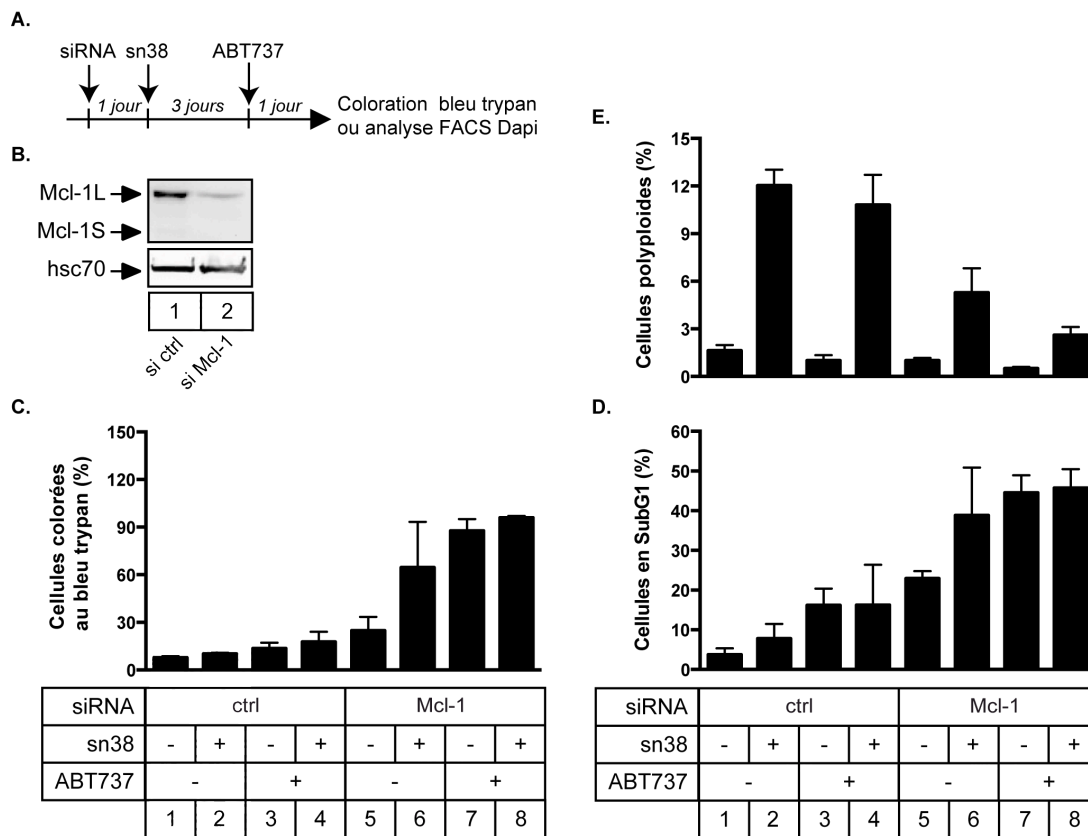 A.
siRNA sn38 ABT737
1 jour 3 jours 1 jour
Coloration bleu trypan
ou analyse FACS Dapi
B.
Mcl-1L
Mcl-1S
hsc70
1 2
si ctrl si Mcl-1
C.
Cellules colorées
au bleu trypan (%)
150
120
90
60
30
0
siRNA ctrl Mcl-1
sn38 - + - + - + - +
ABT737 - + - +
1 2 3 4 5 6 7 8
E.
Cellules polyploides (%)
15
12
9
6
3
0
D.
Cellules en SubG1 (%)
60
50
40
30
20
10
0
siRNA ctrl Mcl-1
sn38 - + - + - + - +
ABT737 - + - +
1 2 3 4 5 6 7 8